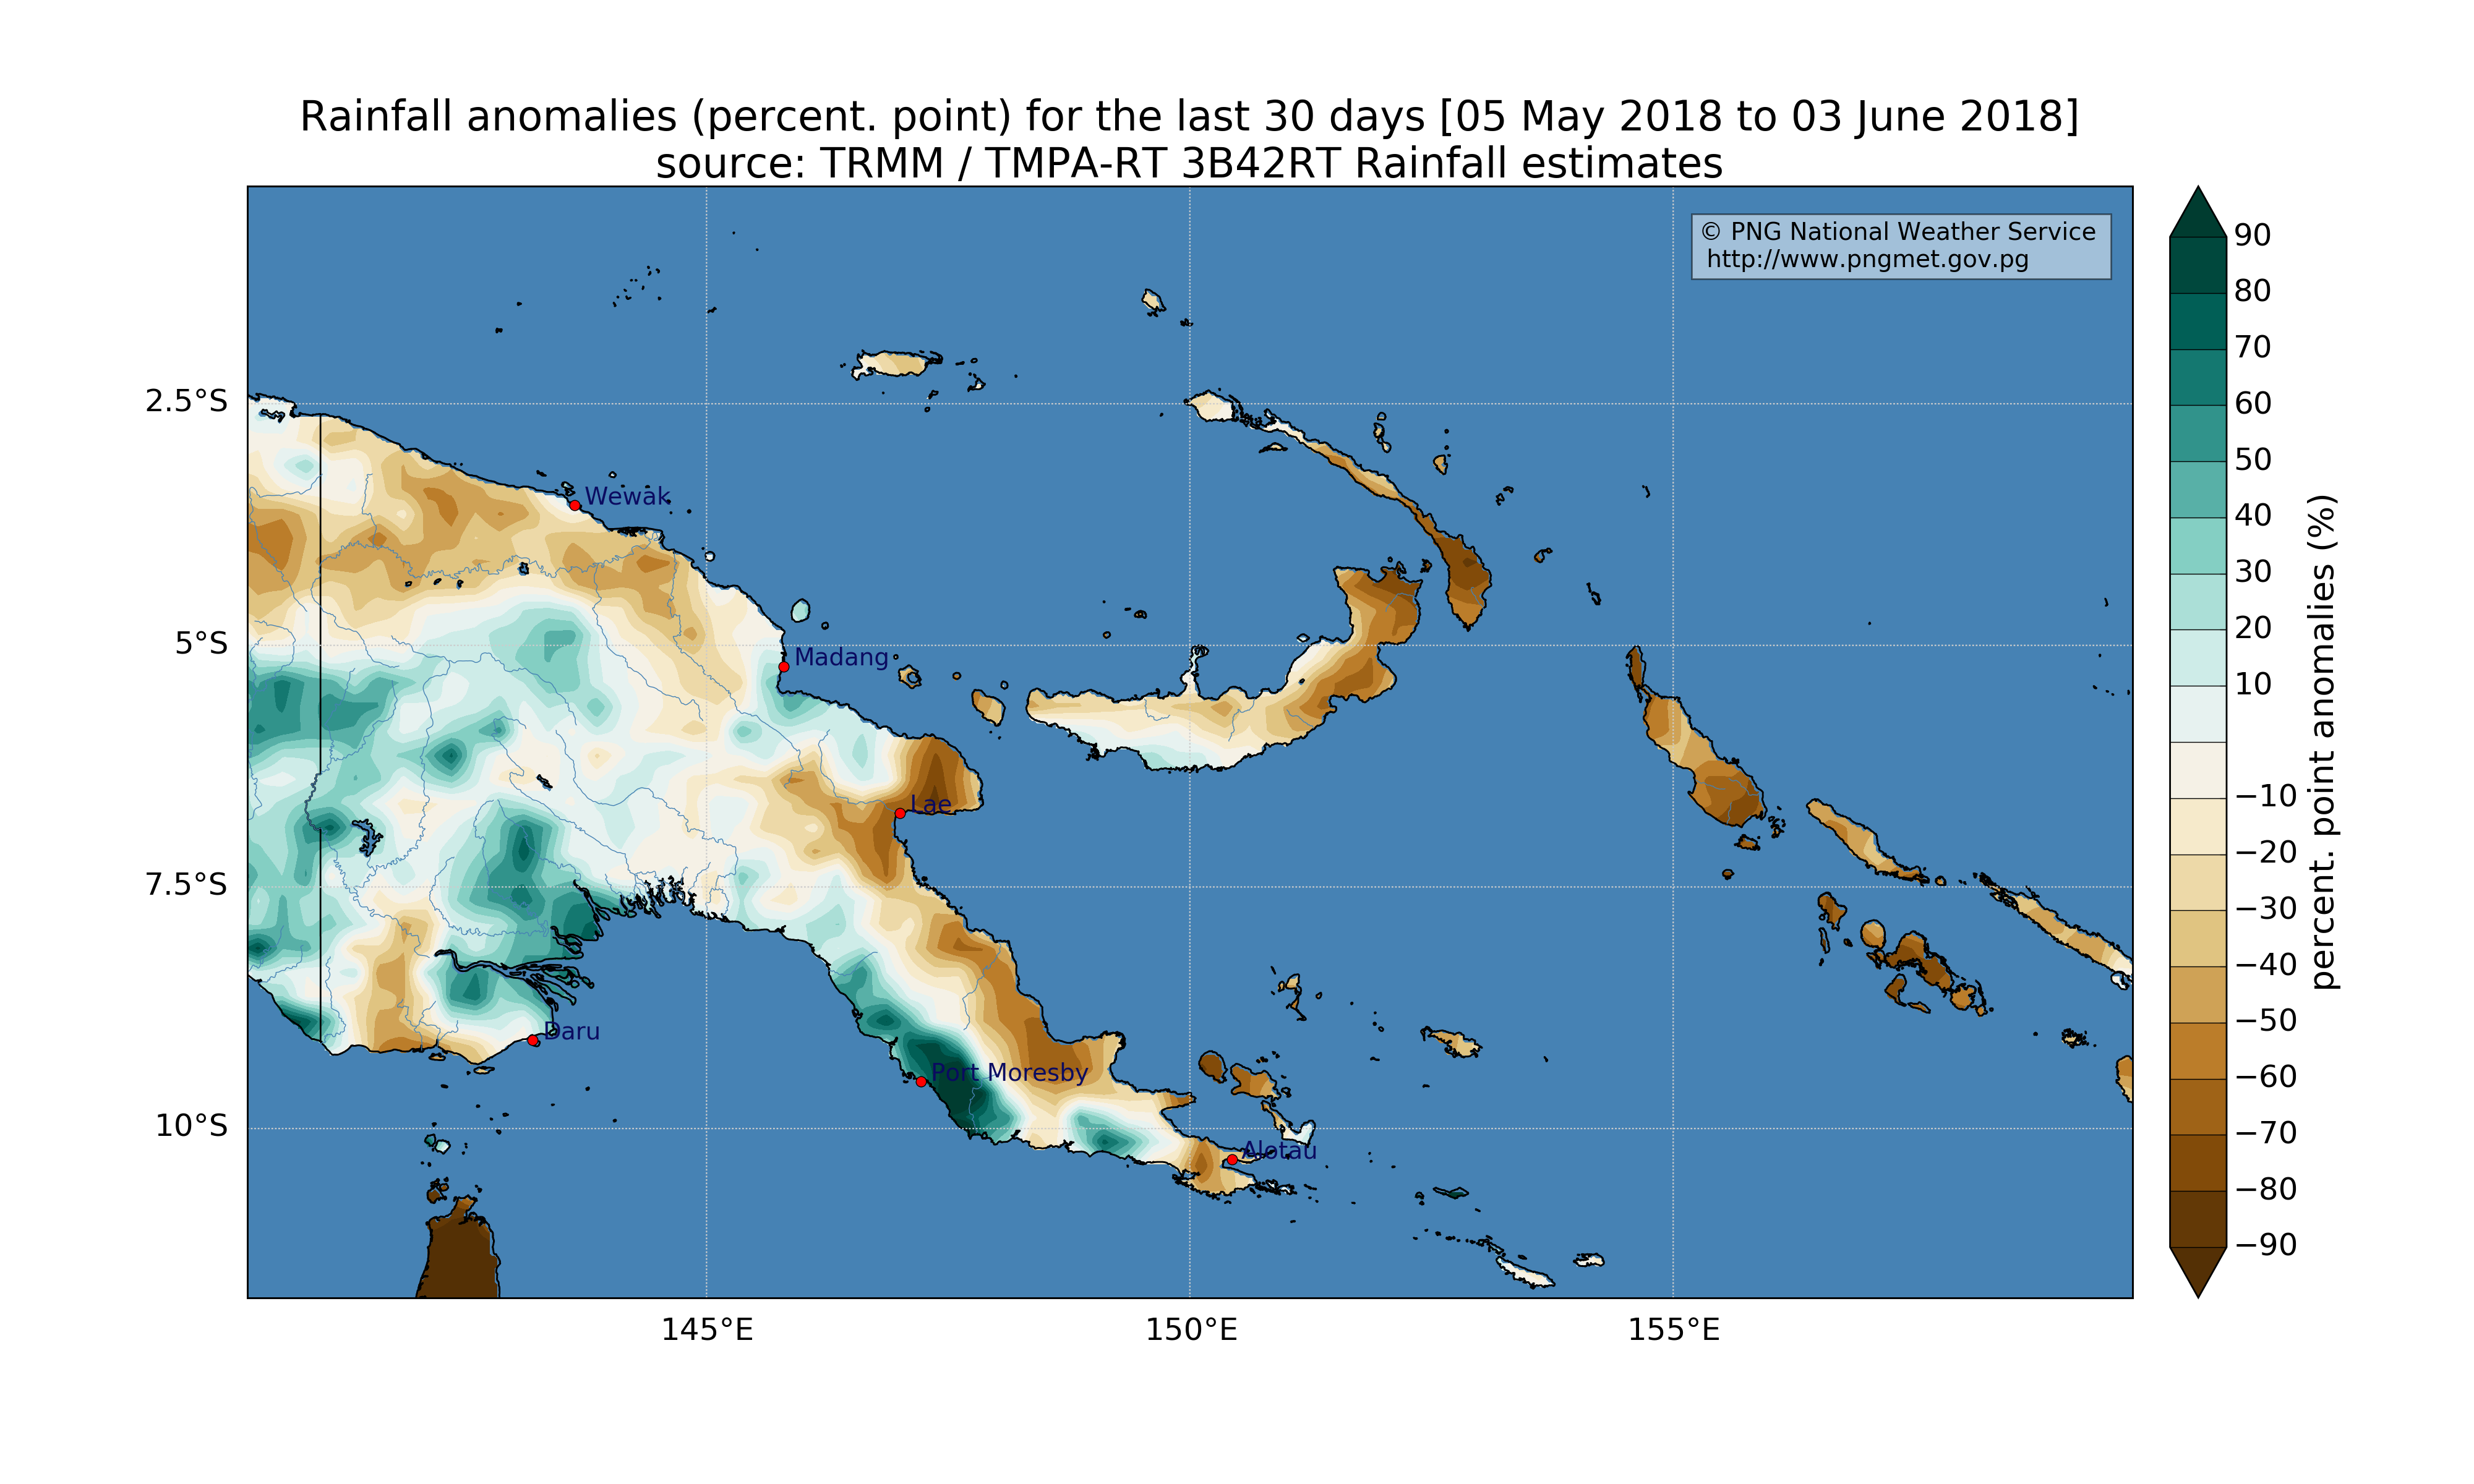 Rainfall anomalies (percent. point) for the last 30 days [05 May 2018 to 03 June 2018]
source: TRMM / TMPA-RT 3B42RT Rainfall estimates
© PNG National Weather Service
http://www.pngmet.gov.pg
2.5°S
5°S
7.5°S
10°S
Wewak
Madang
Lae
Daru
Port Moresby
Alotau
145°E
150°E
155°E
90
80
70
60
50
40
30
20
10
−10
−20
−30
−40
−50
−60
−70
−80
−90
percent. point anomalies (%)